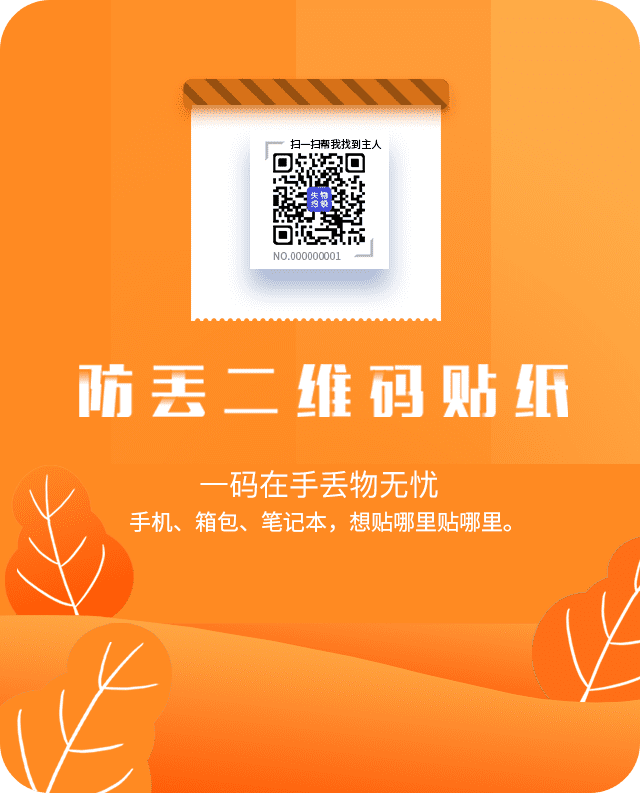 扫一扫帮我找到主人
失物
招领
NO.000000001
防丢二维码贴纸
一码在手丢物无忧
手机、箱包、笔记本，想贴哪里贴哪里。